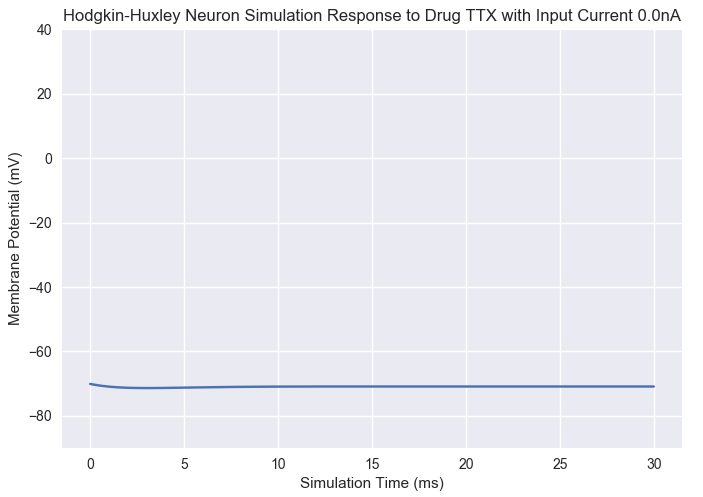 Hodgkin-Huxley Neuron Simulation Response to Drug TTX with Input Current 0.0nA
40
20
0
−20
−40
−60
−80
Membrane Potential (mV)
0 5 10 15 20 25 30
Simulation Time (ms)